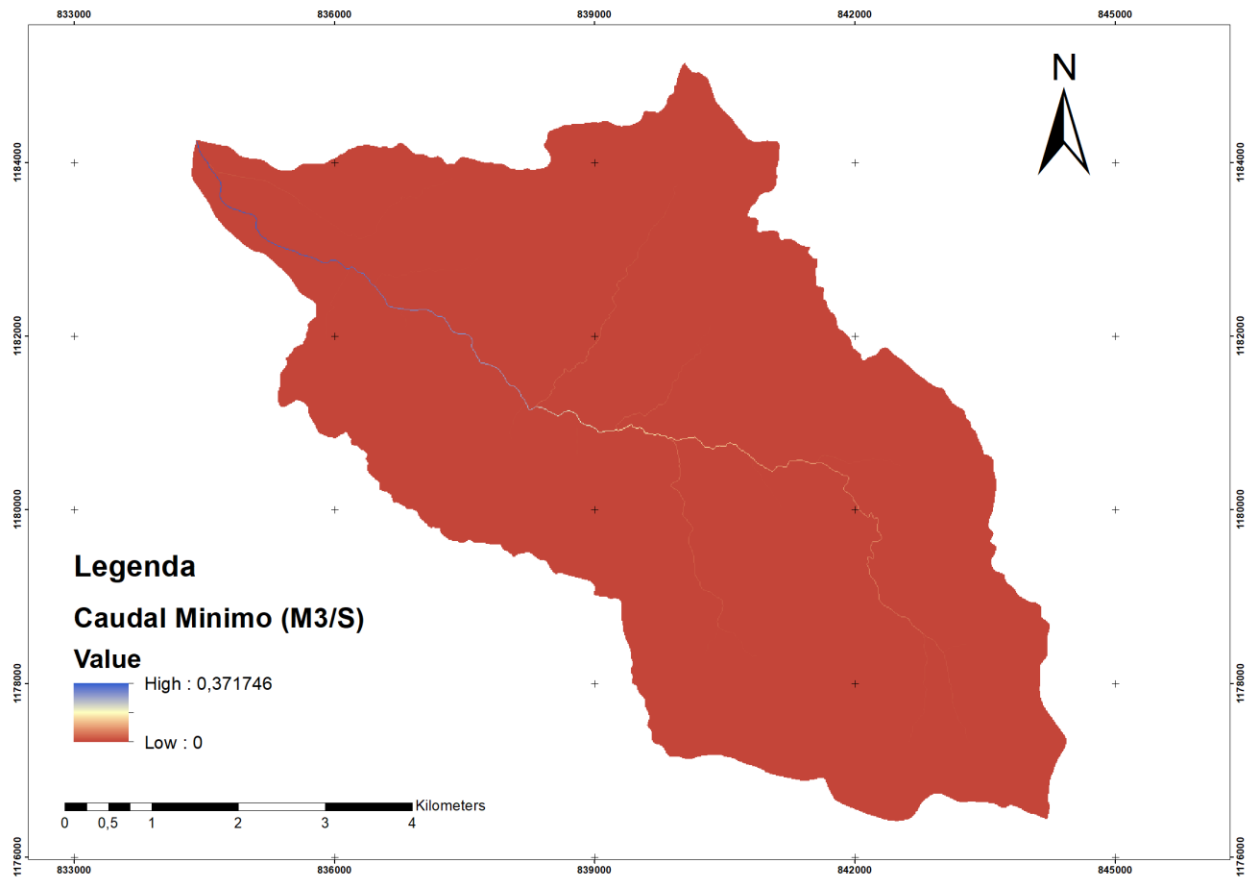 833000 836000 839000 842000 845000
N
1184000 1184000
1182000 1182000
1180000 1180000
Legenda
Caudal Minimo (M3/S)
Value
High : 0,371746
Low : 0
1178000 1178000
Kilometers
0 0,5 1 2 3 4
1176000 1176000
833000 836000 839000 842000 845000